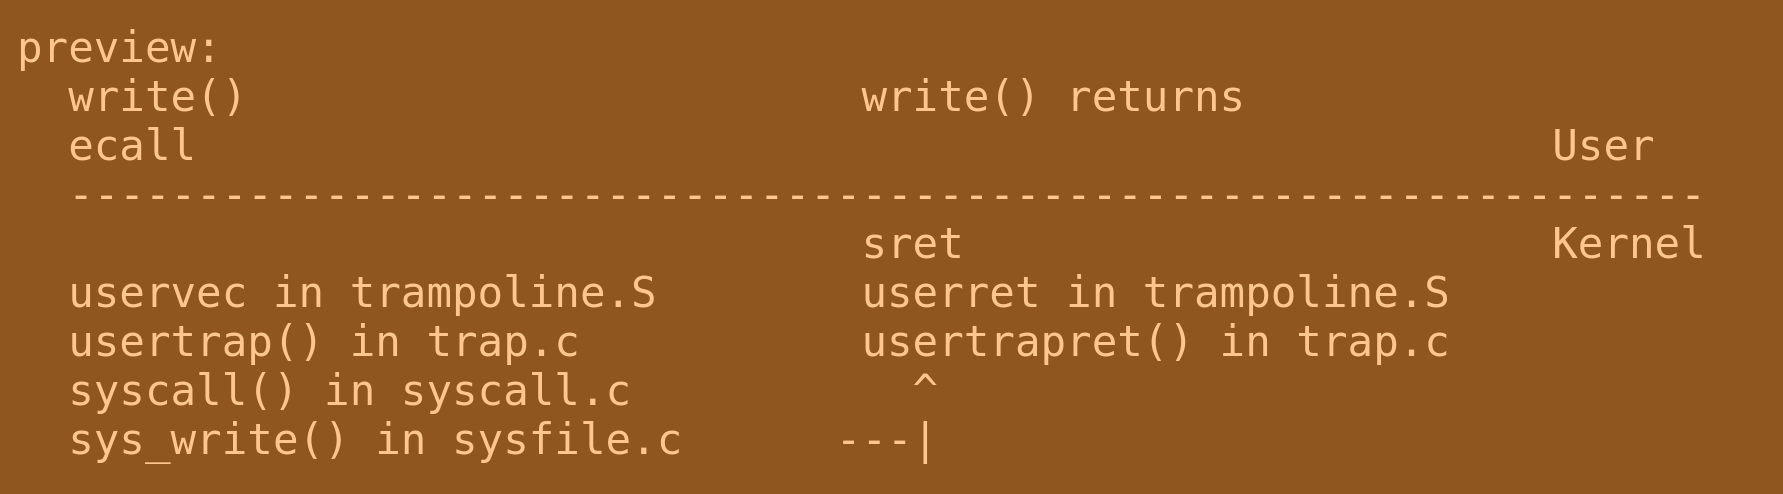 preview:
  write()                        write() returns
  ecall                                                     User
  ----------------------------------------------------------------
                                 sret                       Kernel
  uservec in trampoline.S        userret in trampoline.S
  usertrap() in trap.c           usertrapret() in trap.c
  syscall() in syscall.c           ^
  sys_write() in sysfile.c      ---|